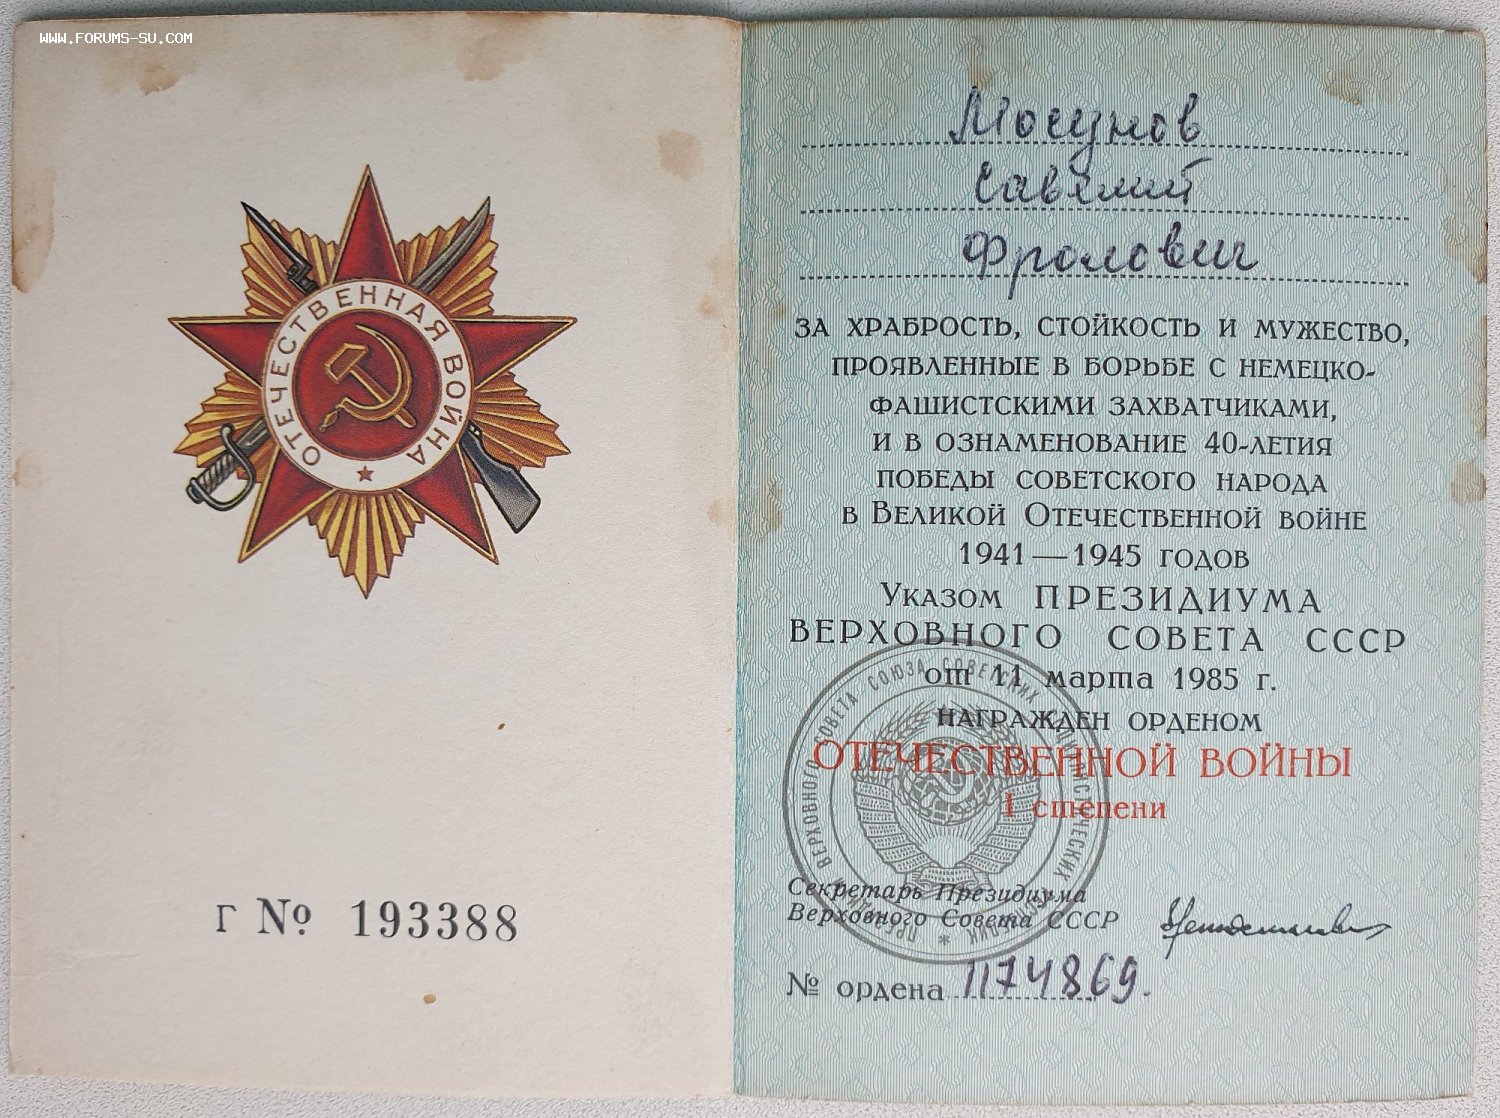 WWW.FORUMS-SU.COM
ОТЕЧЕСТВЕННАЯ ВОЙНА
Г № 193388
Мосунов
Савелий
Фролович
ЗА ХРАБРОСТЬ, СТОЙКОСТЬ И МУЖЕСТВО,
ПРОЯВЛЕННЫЕ В БОРЬБЕ С НЕМЕЦКО-
ФАШИСТСКИМИ ЗАХВАТЧИКАМИ,
И В ОЗНАМЕНОВАНИЕ 40-ЛЕТИЯ
ПОБЕДЫ СОВЕТСКОГО НАРОДА
В ВЕЛИКОЙ ОТЕЧЕСТВЕННОЙ ВОЙНЕ
1941—1945 ГОДОВ
УКАЗОМ ПРЕЗИДИУМА
ВЕРХОВНОГО СОВЕТА СССР
от 11 марта 1985 г.
НАГРАЖДЕН ОРДЕНОМ
ОТЕЧЕСТВЕННОЙ ВОЙНЫ
I степени
Секретарь Президиума
Верховного Совета СССР
№ ордена 1174869.